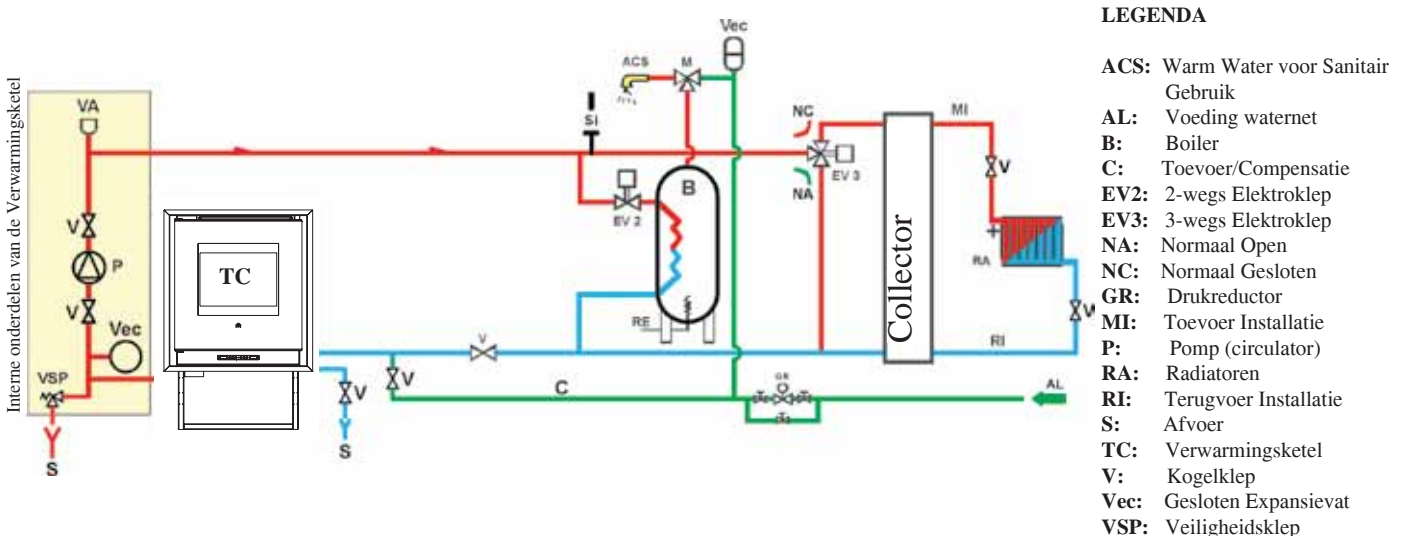 Interne onderdelen van de Verwarmingsketel
VA
V
P
V
Vec
VSP
S
TC
V
S
V
C
Si
EV 2
ACS
M
Vec
B
RE
NC
NA
EV 3
GR
AL
Collector
MI
V
RA
V
RI
LEGENDA
ACS: Warm Water voor Sanitair
Gebruik
AL: Voeding waternet
B: Boiler
C: Toevoer/Compensatie
EV2: 2-wegs Elektroklep
EV3: 3-wegs Elektroklep
NA: Normaal Open
NC: Normaal Gesloten
GR: Drukreductor
MI: Toevoer Installatie
P: Pomp (circulator)
RA: Radiatoren
RI: Terugvoer Installatie
S: Afvoer
TC: Verwarmingsketel
V: Kogelklep
Vec: Gesloten Expansievat
VSP: Veiligheidsklep